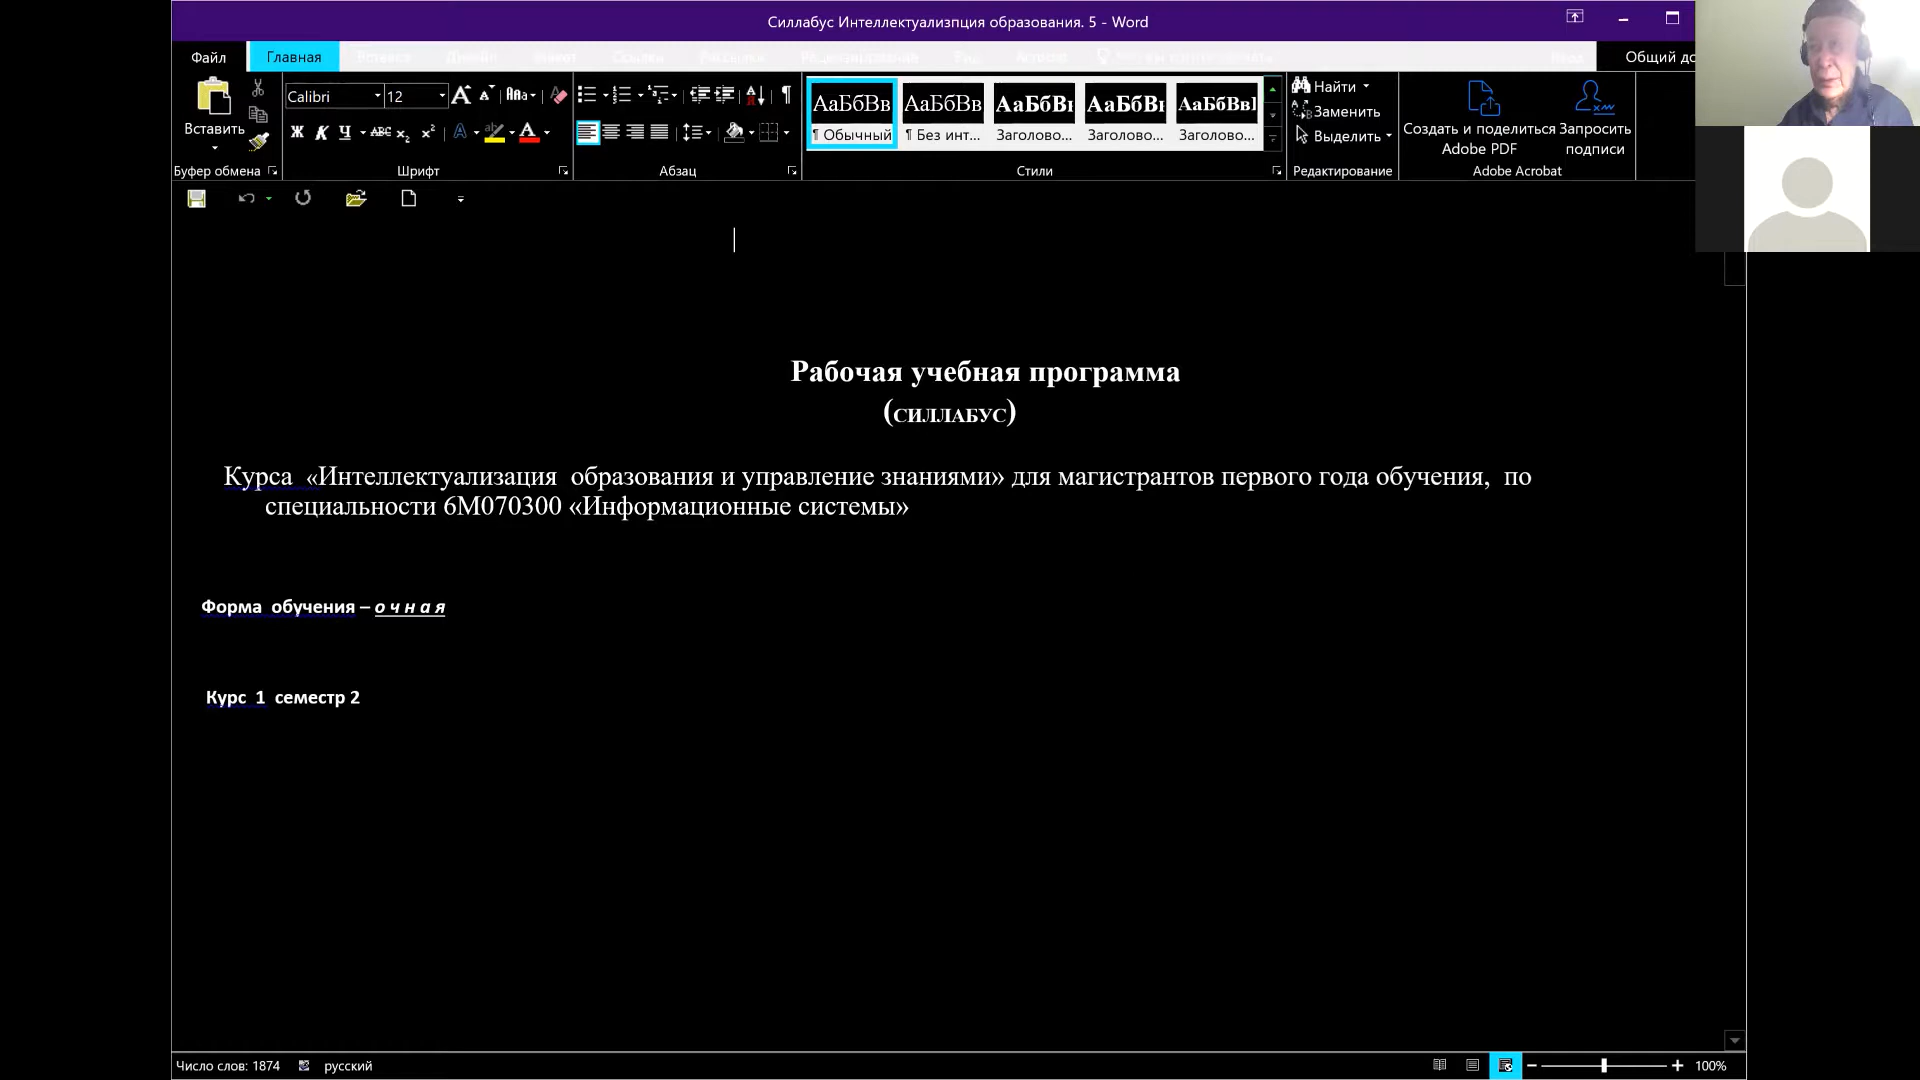 Силлабус Интеллектуализпция образования. 5 - Word
Файл
Главная
Общий до
Вставить
Calibri
12
Ж К Ч
Найти
Заменить
Выделить
АаБбВв АаБбВв АаБбВı АаБбВı АаБбВвI
¶ Обычный ¶ Без инт... Заголово... Заголово... Заголово...
Создать и поделиться
Adobe PDF
Запросить
подписи
Буфер обмена
Шрифт
Абзац
Стили
Редактирование
Adobe Acrobat
Рабочая учебная программа
(СИЛЛАБУС)
Курса «Интеллектуализация образования и управление знаниями» для магистрантов первого года обучения, по
специальности 6М070300 «Информационные системы»
Форма обучения – о ч н а я
Курс 1 семестр 2
Число слов: 1874
русский
100%